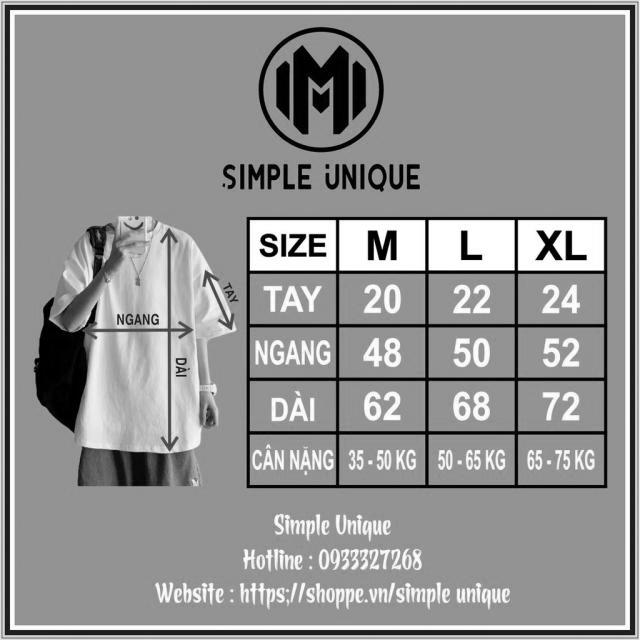 SIMPLE UNIQUE
SIZE M L XL
TAY 20 22 24
NGANG 48 50 52
DÀI 62 68 72
CÂN NẶNG 35 - 50 KG 50 - 65 KG 65 - 75 KG
TAY
NGANG
DÀI
Simple Unique
Hotline : 0933327268
Website : https;//shoppe.vn/simple unique